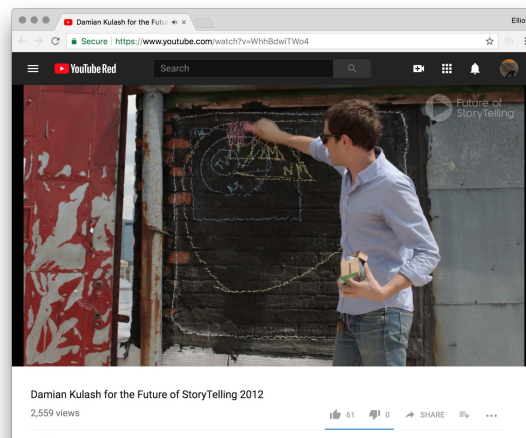 Damian Kulash for the Futur
Elliot
Secure https://www.youtube.com/watch?v=WhhBdwiTWo4
YouTube Red
Search
Future of
StoryTelling
Damian Kulash for the Future of StoryTelling 2012
2,559 views
61
0
SHARE